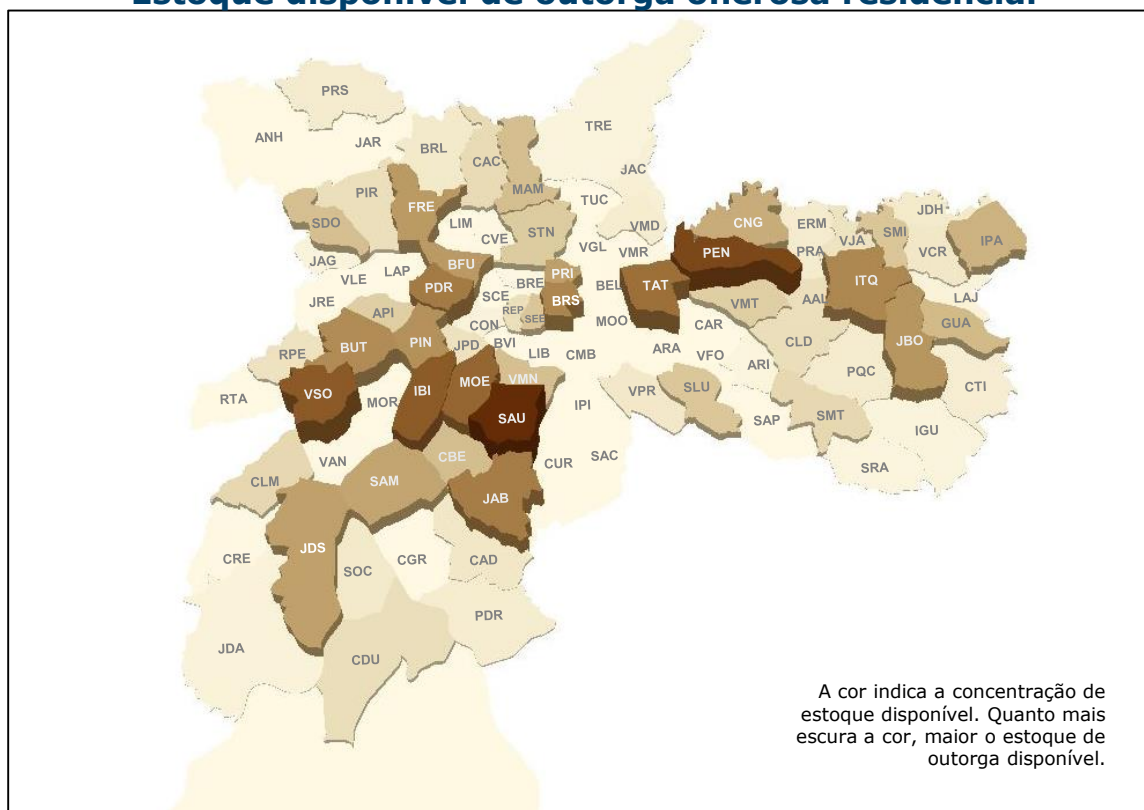 Estoque disponível de outorga onerosa residencial
PRS
TRE
ANH
JAR
BRL
CAC
JAC
PIR
MAM
TUC
FRE
JDH
SDO
LIM
STN
VMD
CNG
ERM
SMI
IPA
CVE
VJA
JAG
BFU
VGL
VMR
PEN
PRA
VCR
LAP
PRI
VLE
BRE
BEL
TAT
ITQ
PDR
SCE
BRS
AAL
LAJ
JRE
REP
VMT
API
SEE
MOO
CAR
GUA
CON
BUT
PIN
JPD
BVI
LIB
CMB
ARA
VFO
CLD
JBO
RPE
ARI
PQC
VSO
IBI
MOE
VMN
VPR
SLU
CTI
RTA
MOR
IPI
SAU
SAP
SMT
IGU
VAN
CBE
CUR
SAC
SRA
CLM
SAM
JAB
JDS
CRE
SOC
CGR
CAD
PDR
JDA
CDU
A cor indica a concentração de
estoque disponível. Quanto mais
escura a cor, maior o estoque de
outorga disponível.